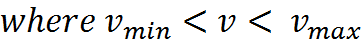 where v_min < v < v_max